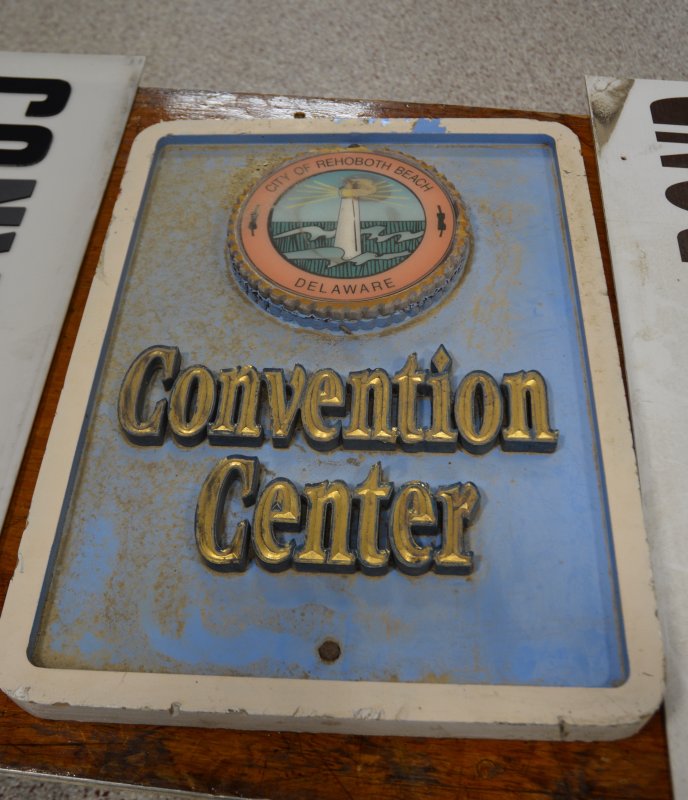 CITY OF REHOBOTH BEACH
DELAWARE
Convention
Center